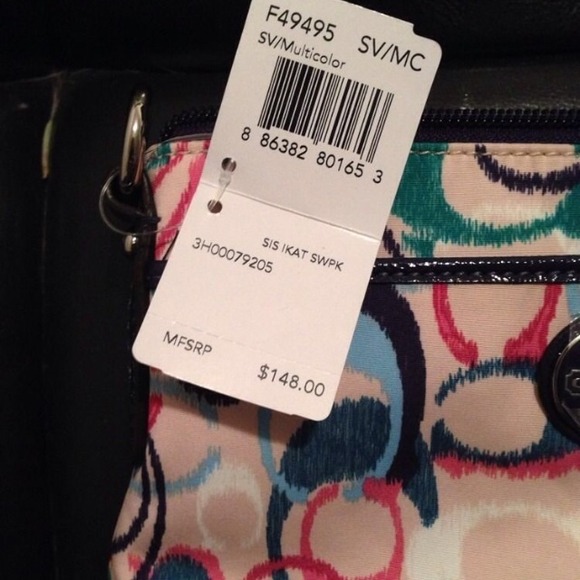 F49495 SV/MC
SV/Multicolor
8 86382 80165 3
SIS IKAT SWPK
3H00079205
MFSRP
$148.00